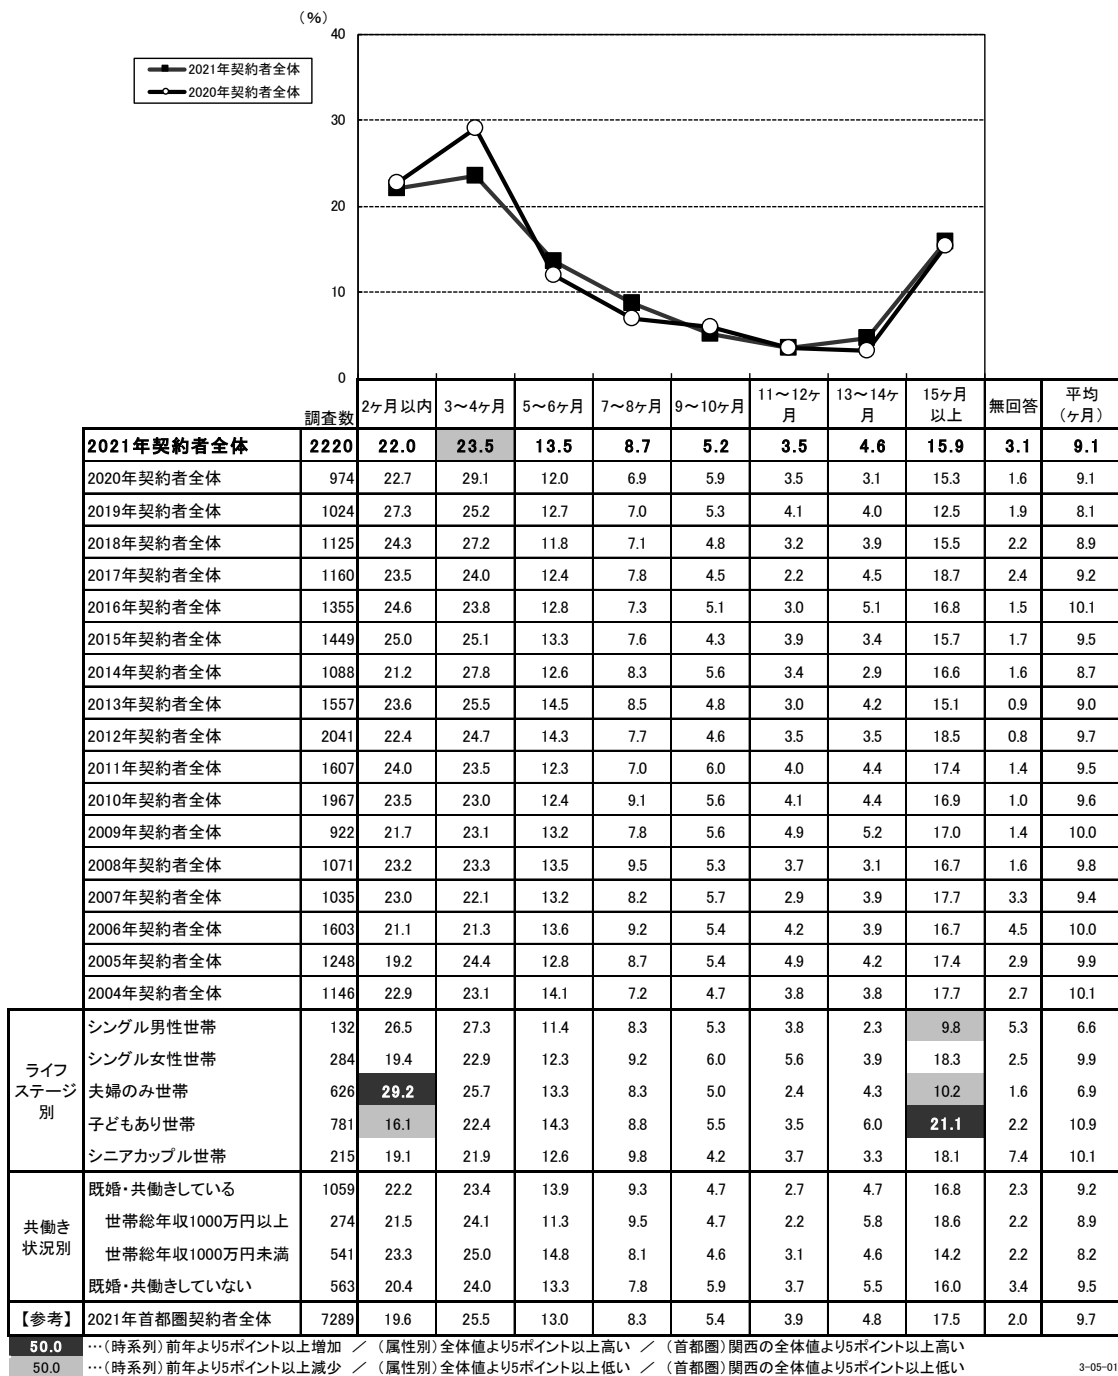 （％）
40
30
20
10
0
2021年契約者全体
2020年契約者全体
調査数 2ヶ月以内 3～4ヶ月 5～6ヶ月 7～8ヶ月 9～10ヶ月 11～12ヶ月 13～14ヶ月 15ヶ月以上 無回答 平均（ヶ月）
2021年契約者全体 2220 22.0 23.5 13.5 8.7 5.2 3.5 4.6 15.9 3.1 9.1
2020年契約者全体 974 22.7 29.1 12.0 6.9 5.9 3.5 3.1 15.3 1.6 9.1
2019年契約者全体 1024 27.3 25.2 12.7 7.0 5.3 4.1 4.0 12.5 1.9 8.1
2018年契約者全体 1125 24.3 27.2 11.8 7.1 4.8 3.2 3.9 15.5 2.2 8.9
2017年契約者全体 1160 23.5 24.0 12.4 7.8 4.5 2.2 4.5 18.7 2.4 9.2
2016年契約者全体 1355 24.6 23.8 12.8 7.3 5.1 3.0 5.1 16.8 1.5 10.1
2015年契約者全体 1449 25.0 25.1 13.3 7.6 4.3 3.9 3.4 15.7 1.7 9.5
2014年契約者全体 1088 21.2 27.8 12.6 8.3 5.6 3.4 2.9 16.6 1.6 8.7
2013年契約者全体 1557 23.6 25.5 14.5 8.5 4.8 3.0 4.2 15.1 0.9 9.0
2012年契約者全体 2041 22.4 24.7 14.3 7.7 4.6 3.5 3.5 18.5 0.8 9.7
2011年契約者全体 1607 24.0 23.5 12.3 7.0 6.0 4.0 4.4 17.4 1.4 9.5
2010年契約者全体 1967 23.5 23.0 12.4 9.1 5.6 4.1 4.4 16.9 1.0 9.6
2009年契約者全体 922 21.7 23.1 13.2 7.8 5.6 4.9 5.2 17.0 1.4 10.0
2008年契約者全体 1071 23.2 23.3 13.5 9.5 5.3 3.7 3.1 16.7 1.6 9.8
2007年契約者全体 1035 23.0 22.1 13.2 8.2 5.7 2.9 3.9 17.7 3.3 9.4
2006年契約者全体 1603 21.1 21.3 13.6 9.2 5.4 4.2 3.9 16.7 4.5 10.0
2005年契約者全体 1248 19.2 24.4 12.8 8.7 5.4 4.9 4.2 17.4 2.9 9.9
2004年契約者全体 1146 22.9 23.1 14.1 7.2 4.7 3.8 3.8 17.7 2.7 10.1
ライフ
ステージ
別
シングル男性世帯 132 26.5 27.3 11.4 8.3 5.3 3.8 2.3 9.8 5.3 6.6
シングル女性世帯 284 19.4 22.9 12.3 9.2 6.0 5.6 3.9 18.3 2.5 9.9
夫婦のみ世帯 626 29.2 25.7 13.3 8.3 5.0 2.4 4.3 10.2 1.6 6.9
子どもあり世帯 781 16.1 22.4 14.3 8.8 5.5 3.5 6.0 21.1 2.2 10.9
シニアカップル世帯 215 19.1 21.9 12.6 9.8 4.2 3.7 3.3 18.1 7.4 10.1
共働き
状況別
既婚・共働きしている 1059 22.2 23.4 13.9 9.3 4.7 2.7 4.7 16.8 2.3 9.2
世帯総年収1000万円以上 274 21.5 24.1 11.3 9.5 4.7 2.2 5.8 18.6 2.2 8.9
世帯総年収1000万円未満 541 23.3 25.0 14.8 8.1 4.6 3.1 4.6 14.2 2.2 8.2
既婚・共働きしていない 563 20.4 24.0 13.3 7.8 5.9 3.7 5.5 16.0 3.4 9.5
【参考】 2021年首都圏契約者全体 7289 19.6 25.5 13.0 8.3 5.4 3.9 4.8 17.5 2.0 9.7
50.0 …（時系列）前年より5ポイント以上増加 ／ （属性別）全体値より5ポイント以上高い ／ （首都圏）関西の全体値より5ポイント以上高い
50.0 …（時系列）前年より5ポイント以上減少 ／ （属性別）全体値より5ポイント以上低い ／ （首都圏）関西の全体値より5ポイント以上低い
3-05-01